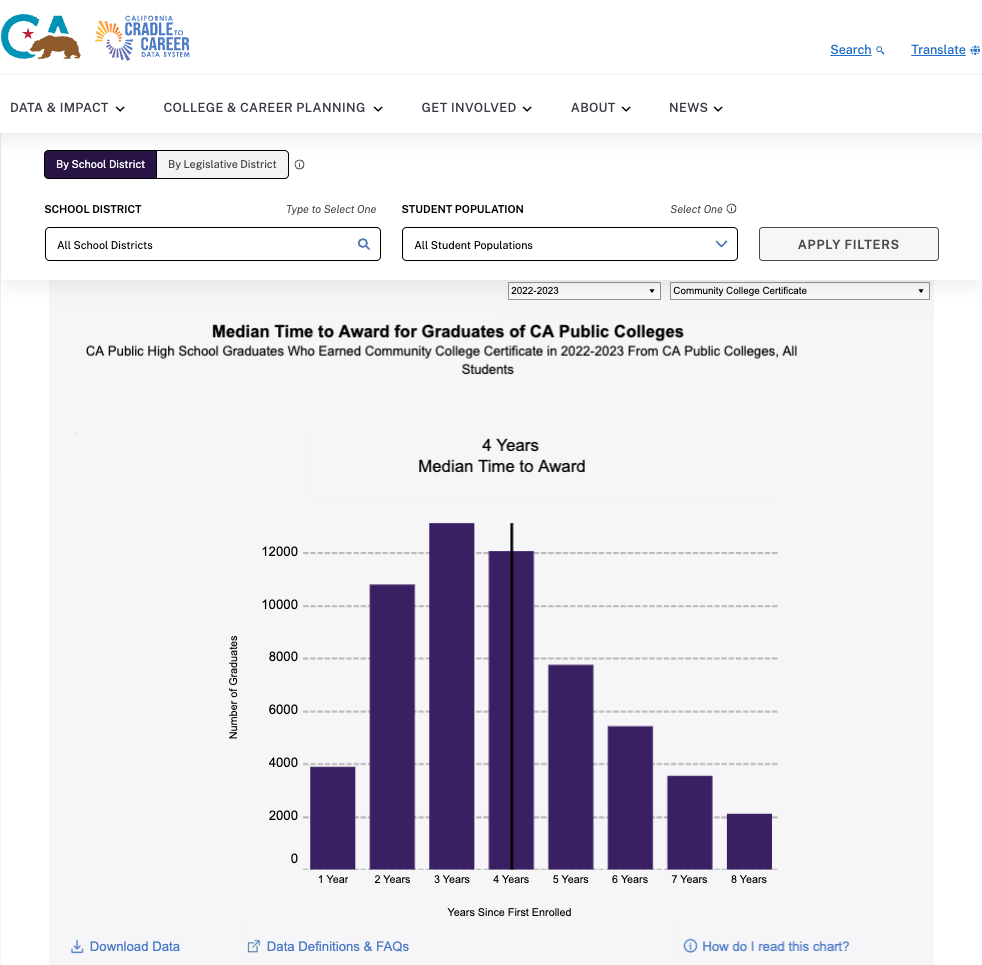 CA
CALIFORNIA
CRADLE TO
CAREER
DATA SYSTEM
Search
Translate
DATA & IMPACT
COLLEGE & CAREER PLANNING
GET INVOLVED
ABOUT
NEWS
By School District
By Legislative District
SCHOOL DISTRICT
Type to Select One
STUDENT POPULATION
Select One
All School Districts
All Student Populations
APPLY FILTERS
2022-2023
Community College Certificate
Median Time to Award for Graduates of CA Public Colleges
CA Public High School Graduates Who Earned Community College Certificate in 2022-2023 From CA Public Colleges, All
Students
4 Years
Median Time to Award
12000
10000
8000
6000
4000
2000
0
Number of Graduates
1 Year
2 Years
3 Years
4 Years
5 Years
6 Years
7 Years
8 Years
Years Since First Enrolled
Download Data
Data Definitions & FAQs
How do I read this chart?